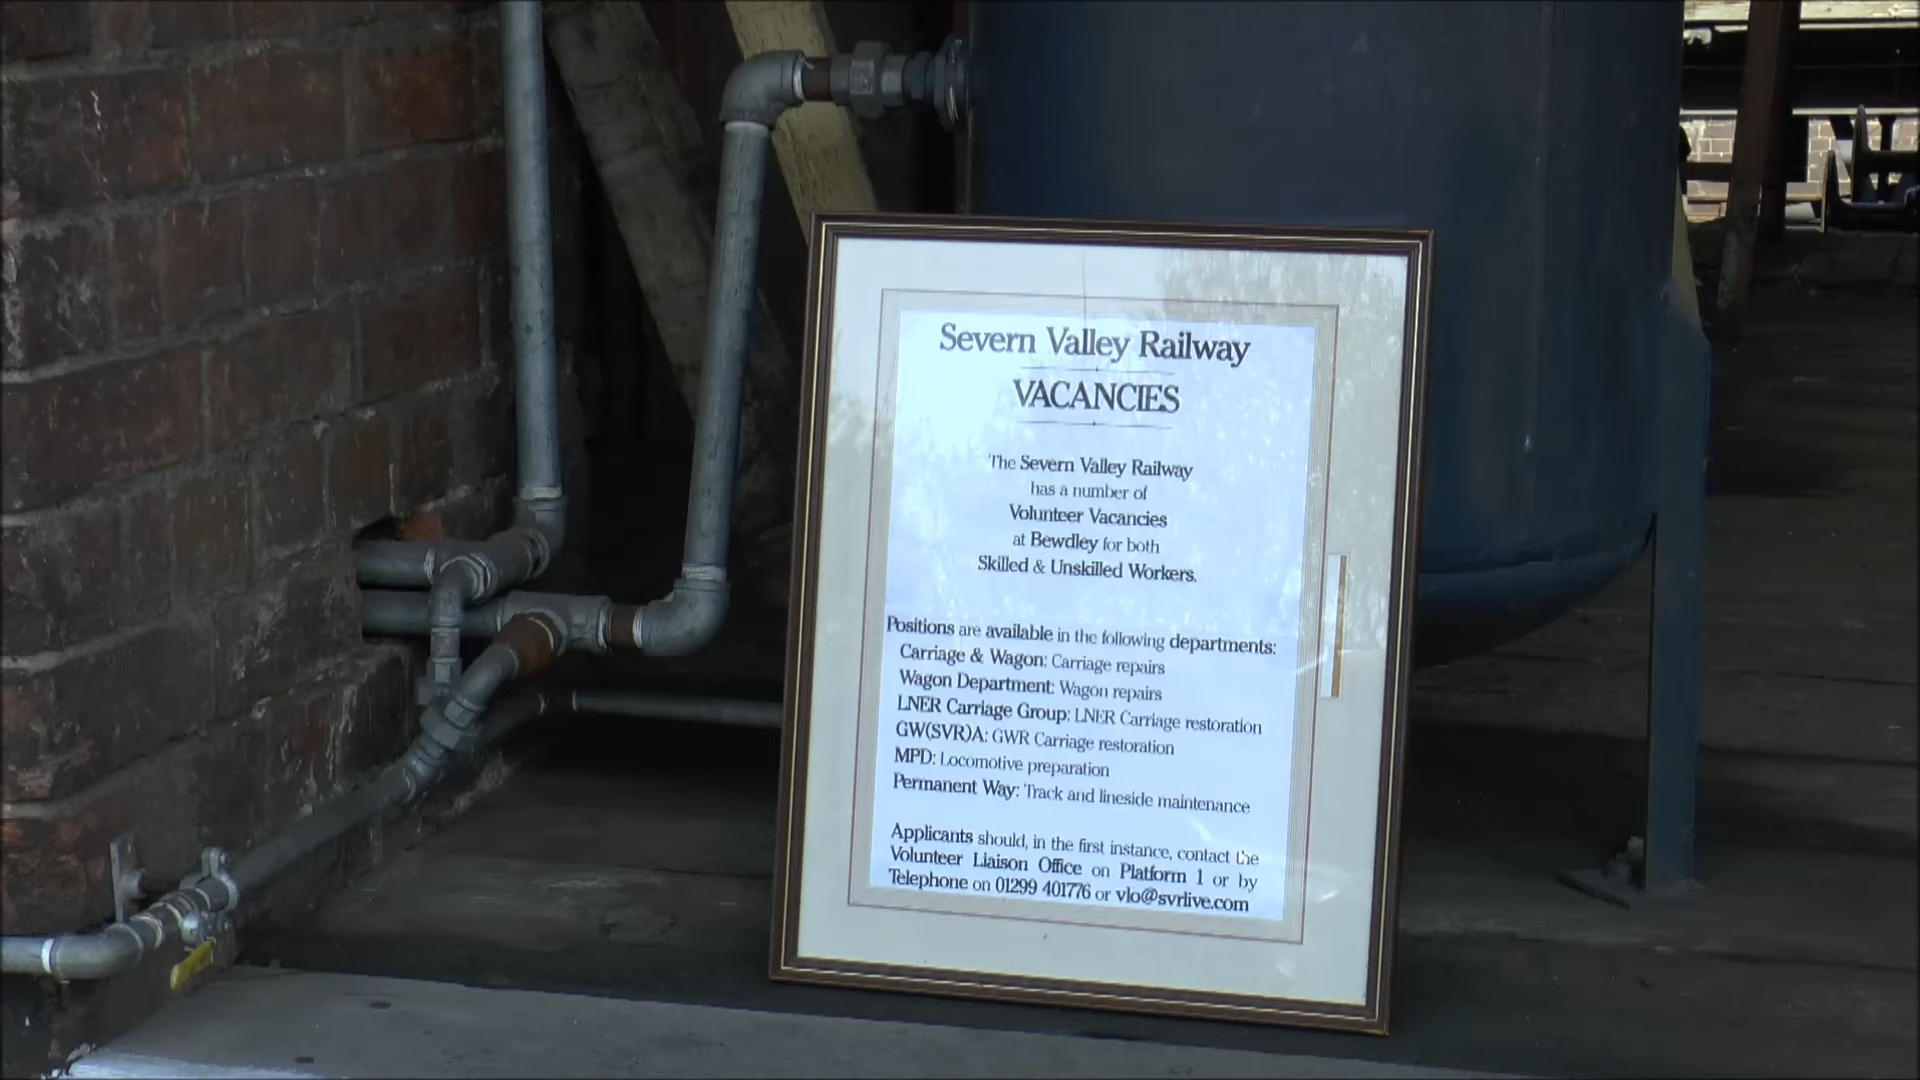 Severn Valley Railway
VACANCIES
The Severn Valley Railway
has a number of
Volunteer Vacancies
at Bewdley for both
Skilled & Unskilled Workers.
Positions are available in the following departments:
Carriage & Wagon: Carriage repairs
Wagon Department: Wagon repairs
LNER Carriage Group: LNER Carriage restoration
GW(SVR)A: GWR Carriage restoration
MPD: Locomotive preparation
Permanent Way: Track and lineside maintenance
Applicants should, in the first instance, contact the
Volunteer Liaison Office on Platform 1 or by
Telephone on 01299 401776 or vlo@svrlive.com